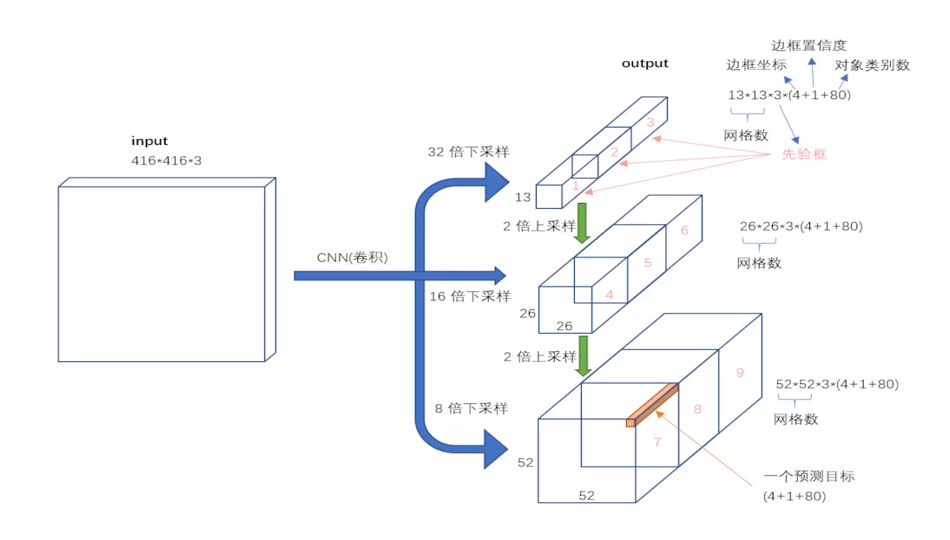 input
416*416*3
CNN(卷积)
32 倍下采样
16 倍下采样
8 倍下采样
output
13
1
2
3
2 倍上采样
26
26
4
5
6
2 倍上采样
52
52
7
8
9
边框置信度
边框坐标
对象类别数
13*13*3*(4+1+80)
网格数
先验框
26*26*3*(4+1+80)
网格数
52*52*3*(4+1+80)
网格数
一个预测目标
(4+1+80)